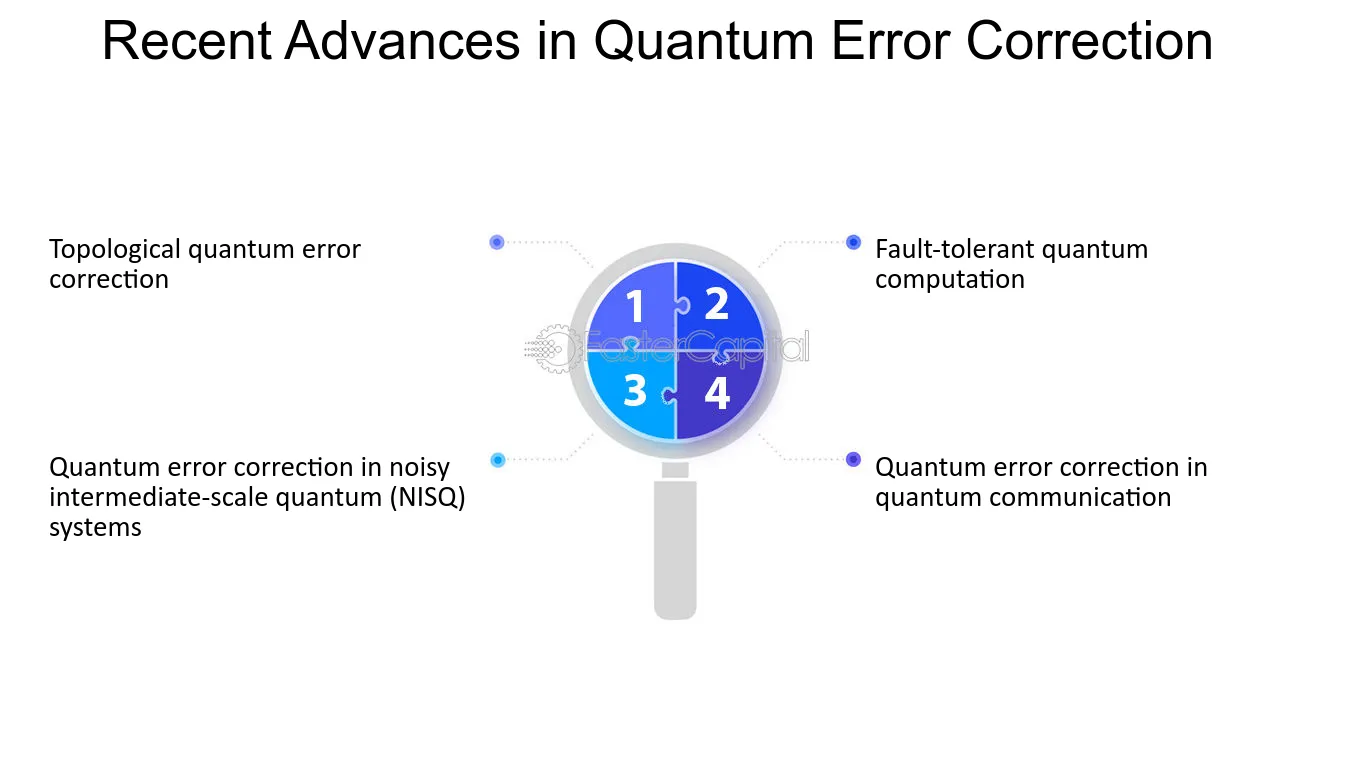 Recent Advances in Quantum Error Correction
Topological quantum error
correction
1
2
Fault-tolerant quantum
computation
FasterCapital
3
4
Quantum error correction in noisy
intermediate-scale quantum (NISQ)
systems
Quantum error correction in
quantum communication